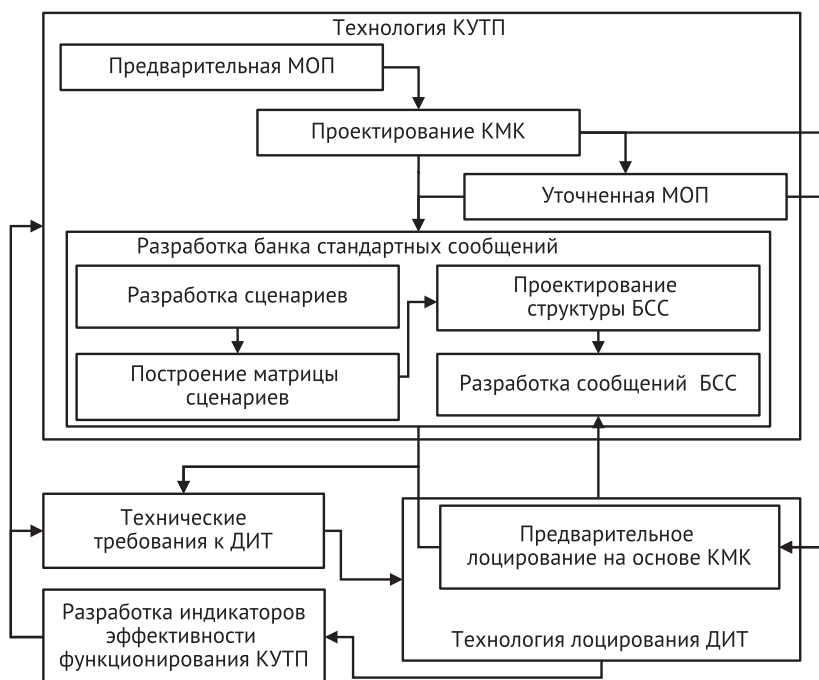 Технология КУТП
Предварительная МОП
Проектирование КМК
Уточненная МОП
Разработка банка стандартных сообщений
Разработка сценариев
Построение матрицы
сценариев
Проектирование
структуры БСС
Разработка сообщений БСС
Технические
требования к ДИТ
Предварительное
лоцирование на основе КМК
Технология лоцирования ДИТ
Разработка индикаторов
эффективности
функционирования КУТП